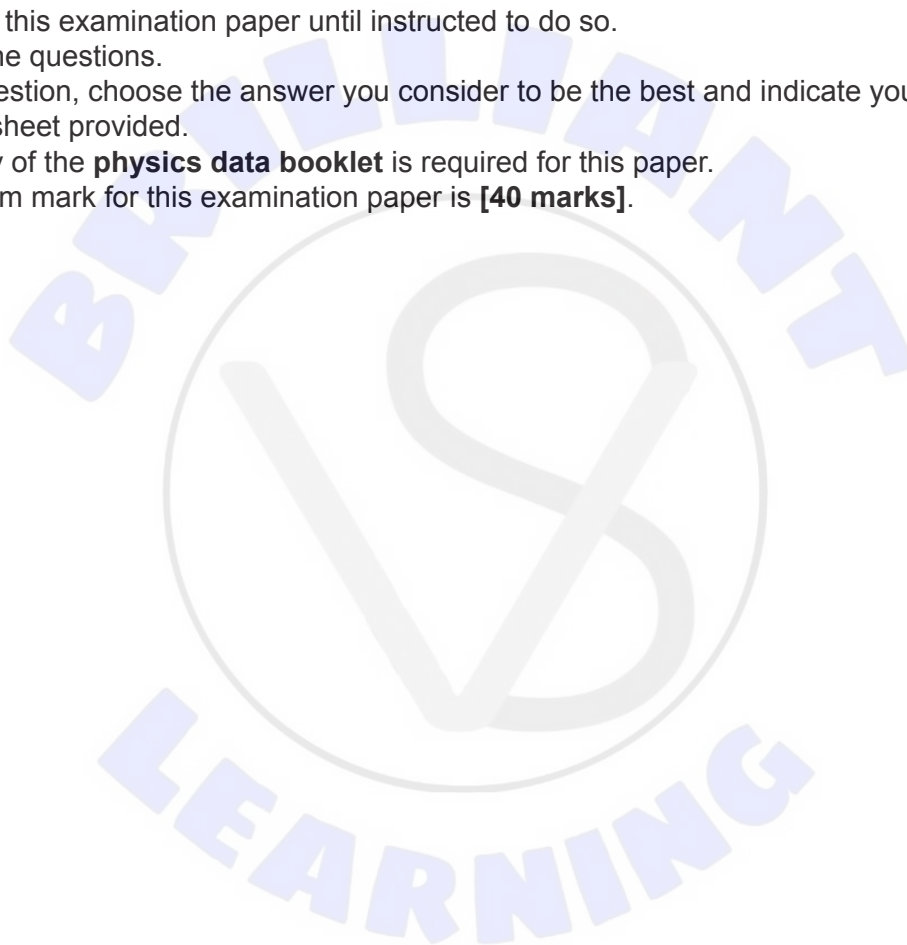 this examination paper until instructed to do so.
ne questions.
estion, choose the answer you consider to be the best and indicate you
sheet provided.
y of the physics data booklet is required for this paper.
m mark for this examination paper is [40 marks].
BRILLIANT
VS
LEARNING